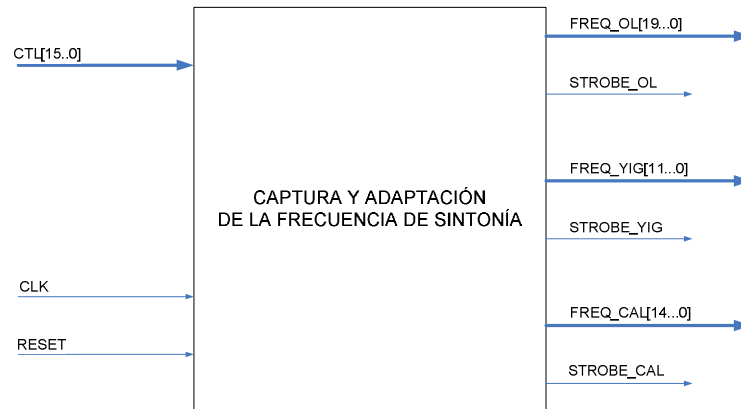 FREQ_OL[19...0]
CTL[15..0]
STROBE_OL
FREQ_YIG[11...0]
CAPTURA Y ADAPTACIÓN
DE LA FRECUENCIA DE SINTONÍA
STROBE_YIG
CLK
FREQ_CAL[14...0]
RESET
STROBE_CAL